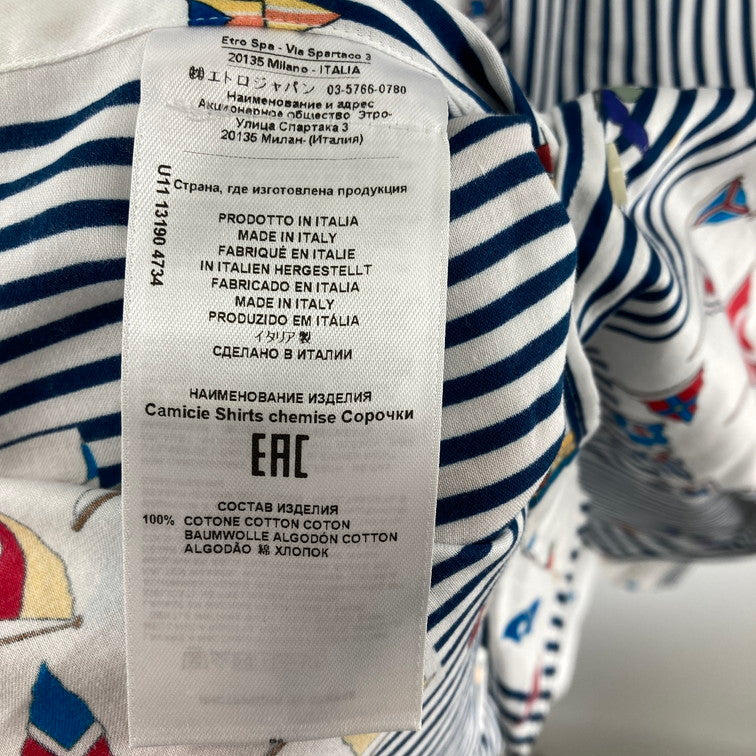 Etro Spa - Via Spartaco 3
20135 Milano - ITALIA
㈱エトロジャパン 03-5766-0780
Наименование и адрес
Акционерное общество Этро-
Улица Спартака 3
20135 Милан- (Италия)
Страна, где изготовлена продукция
U11 13190 4734
PRODOTTO IN ITALIA
MADE IN ITALY
FABRIQUÉ EN ITALIE
IN ITALIEN HERGESTELLT
FABRICADO EN ITALIA
MADE IN ITALY
PRODUZIDO EM ITÁLIA
イタリア製
СДЕЛАНО В ИТАЛИИ
НАИМЕНОВАНИЕ ИЗДЕЛИЯ
Camicie Shirts chemise Сорочки
EAC
СОСТАВ ИЗДЕЛИЯ
100% COTONE COTTON COTON
BAUMWOLLE ALGODÓN COTTON
ALGODÃO 綿 ХЛОПОК